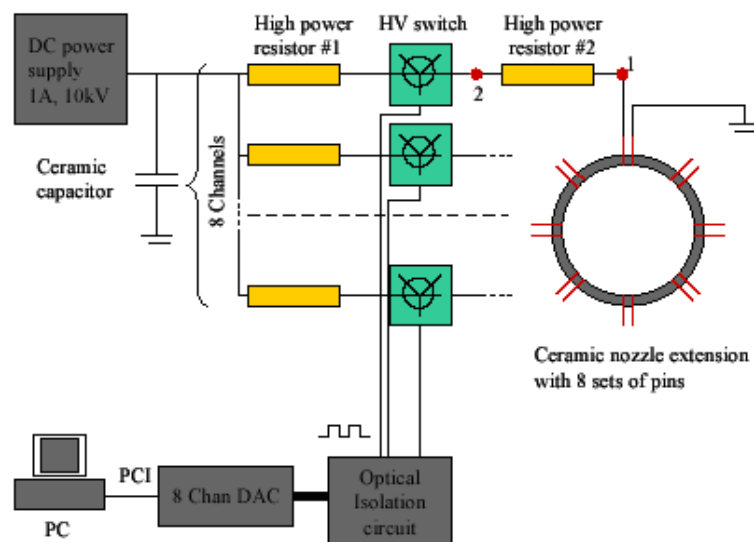 High power
resistor #1
HV switch
High power
resistor #2
DC power
supply
1A, 10kV
1
2
Ceramic
capacitor
8 Channels
Ceramic nozzle extension
with 8 sets of pins
PCI
8 Chan DAC
Optical
Isolation
circuit
PC